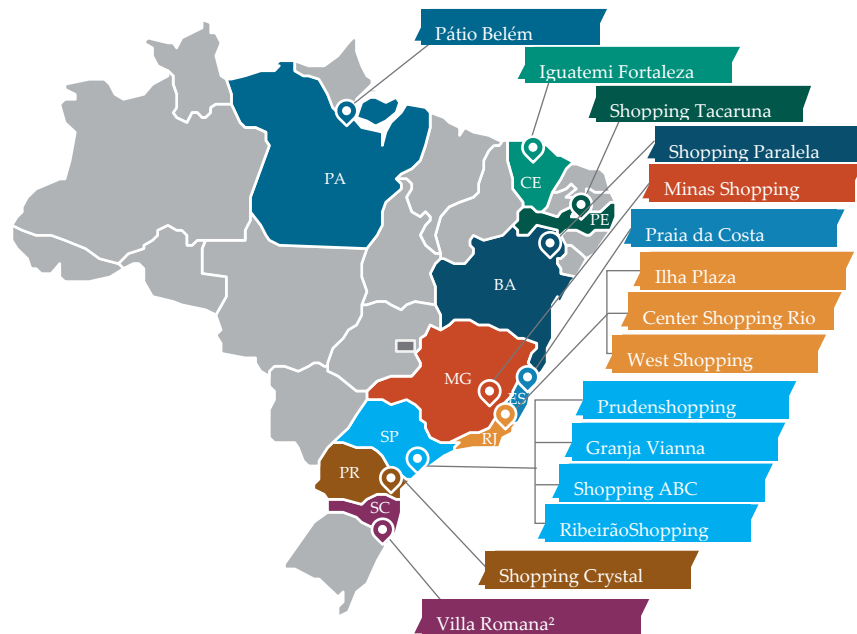 Pátio Belém
Iguatemi Fortaleza
Shopping Tacaruna
Shopping Paralela
Minas Shopping
Praia da Costa
Ilha Plaza
Center Shopping Rio
West Shopping
Prudenshopping
Granja Vianna
Shopping ABC
RibeirãoShopping
Shopping Crystal
Villa Romana²
PA
CE
PE
BA
MG
ES
RJ
SP
PR
SC